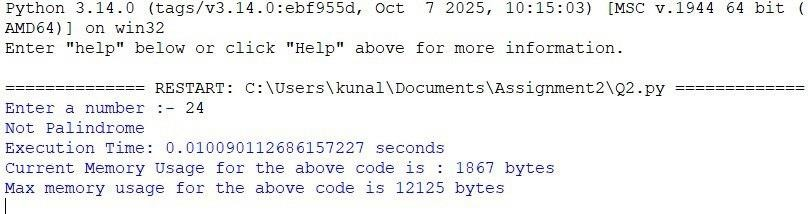 Python 3.14.0 (tags/v3.14.0:ebf955d, Oct  7 2025, 10:15:03) [MSC v.1944 64 bit (
AMD64)] on win32
Enter "help" below or click "Help" above for more information.
============== RESTART: C:\Users\kunal\Documents\Assignment2\Q2.py =============
Enter a number :- 24
Not Palindrome
Execution Time: 0.010090112686157227 seconds
Current Memory Usage for the above code is : 1867 bytes
Max memory usage for the above code is 12125 bytes